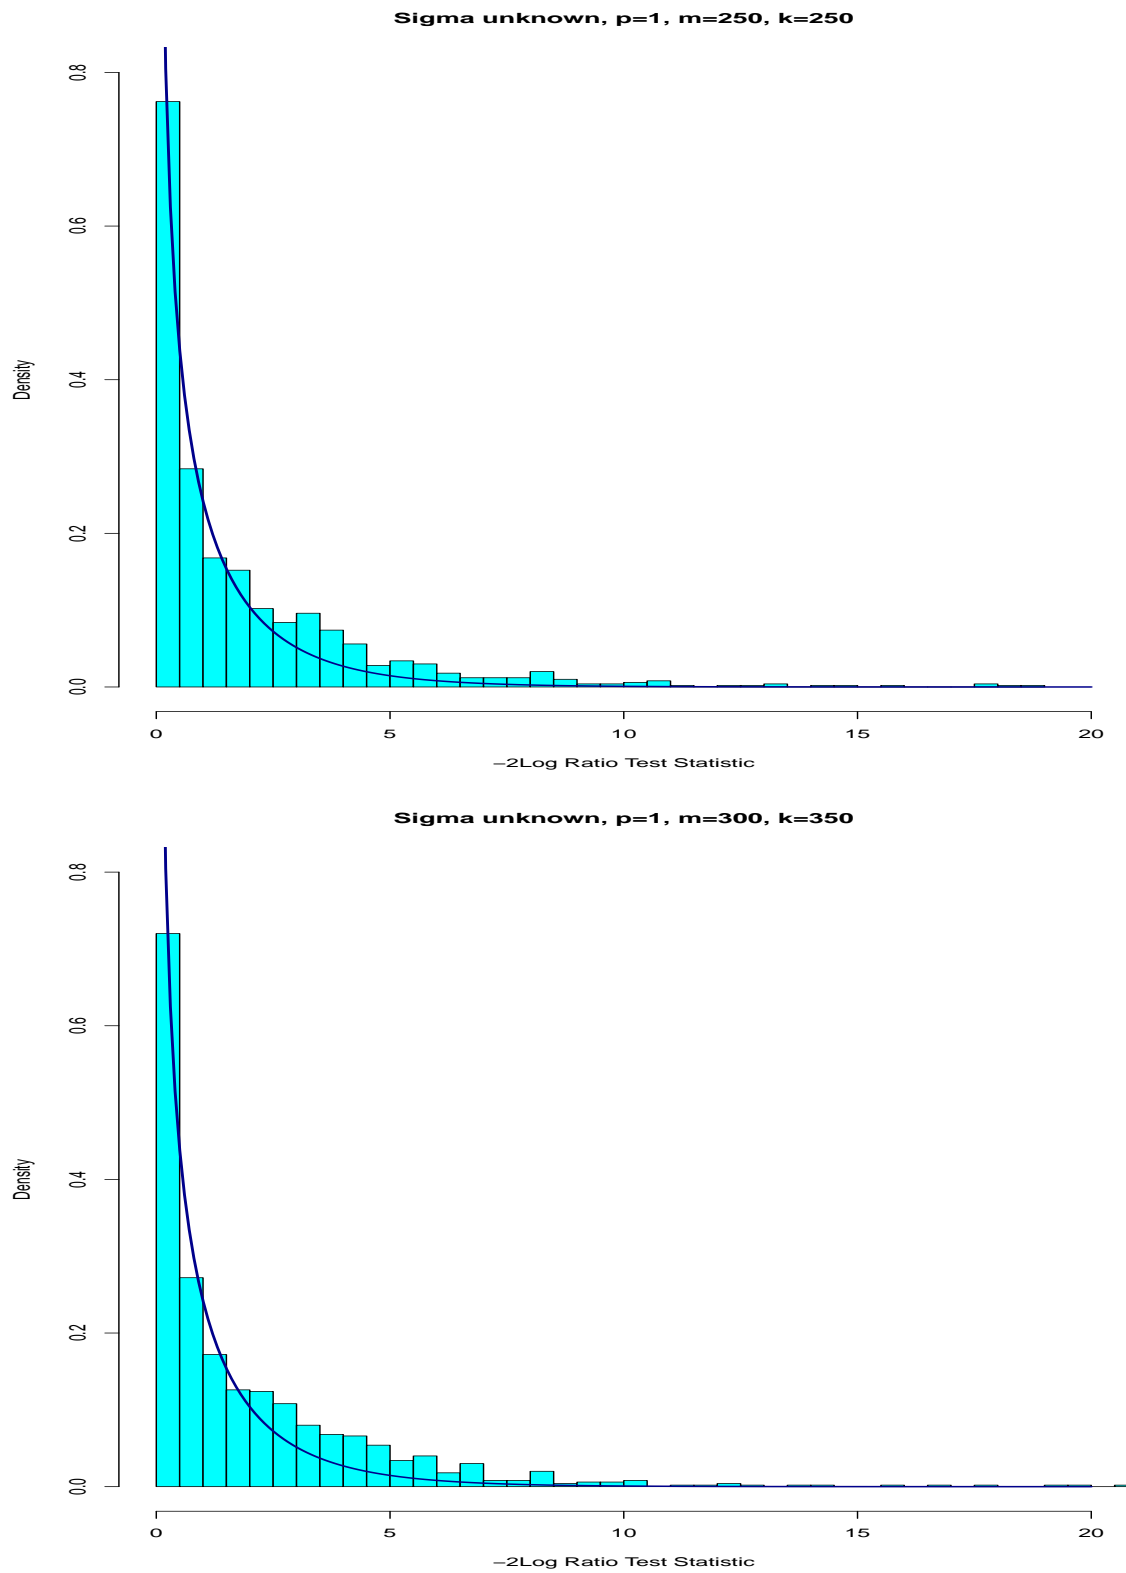 Sigma unknown, p=1, m=250, k=250
Density
0.0 0.2 0.4 0.6 0.8
0 5 10 15 20
−2Log Ratio Test Statistic
Sigma unknown, p=1, m=300, k=350
Density
0.0 0.2 0.4 0.6 0.8
0 5 10 15 20
−2Log Ratio Test Statistic